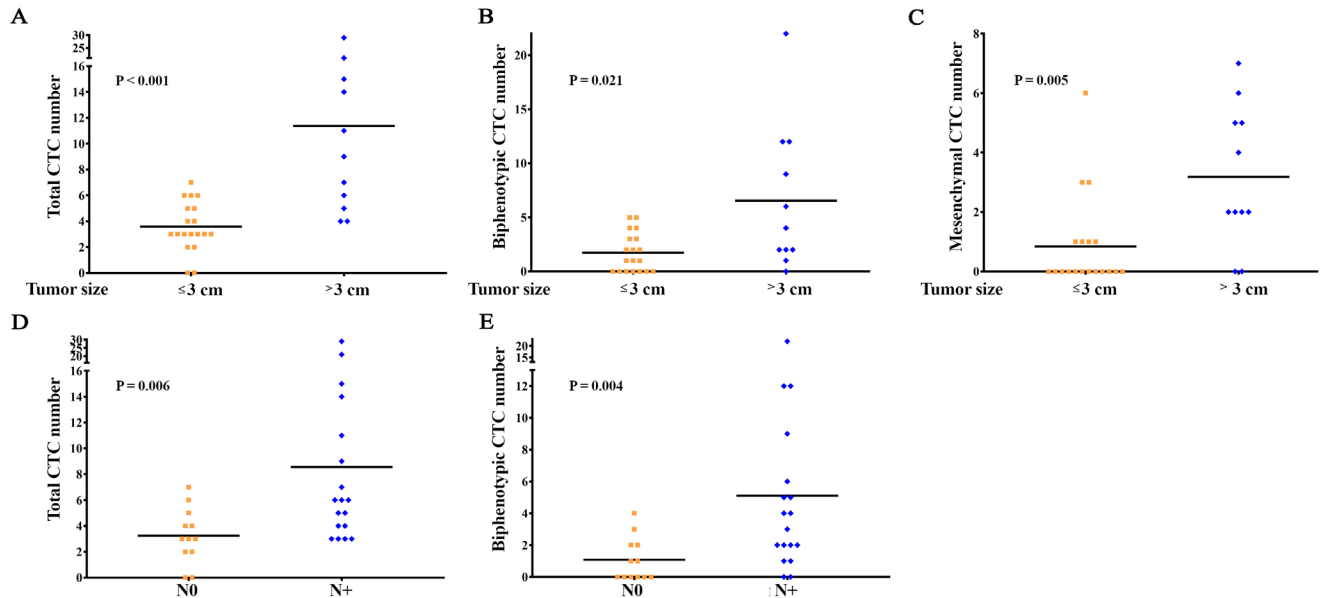 A
Total CTC number
30
25
16
14
12
10
8
6
4
2
0
P < 0.001
Tumor size ≤3 cm >3 cm
B
Biphenotypic CTC number
20
15
10
5
0
P = 0.021
Tumor size ≤3 cm >3 cm
C
Mesenchymal CTC number
8
6
4
2
0
P = 0.005
Tumor size ≤3 cm > 3 cm
D
Total CTC number
30
25
20
16
14
12
10
8
6
4
2
0
P = 0.006
N0 N+
E
Biphenotypic CTC number
20
15
12
10
8
6
4
2
0
P = 0.004
N0 N+